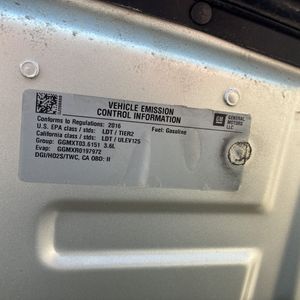 VEHICLE EMISSION
CONTROL INFORMATION
GM GENERAL MOTORS LLC
Conforms to Regulations: 2016
U.S. EPA class / stds: LDT / TIER2 Fuel: Gasoline
California class / stds: LDT / ULEV125
Group: GGMXT03.6151 3.6L
Evap: GGMXR0197972
DGI/HO2S/TWC, CA OBD: II